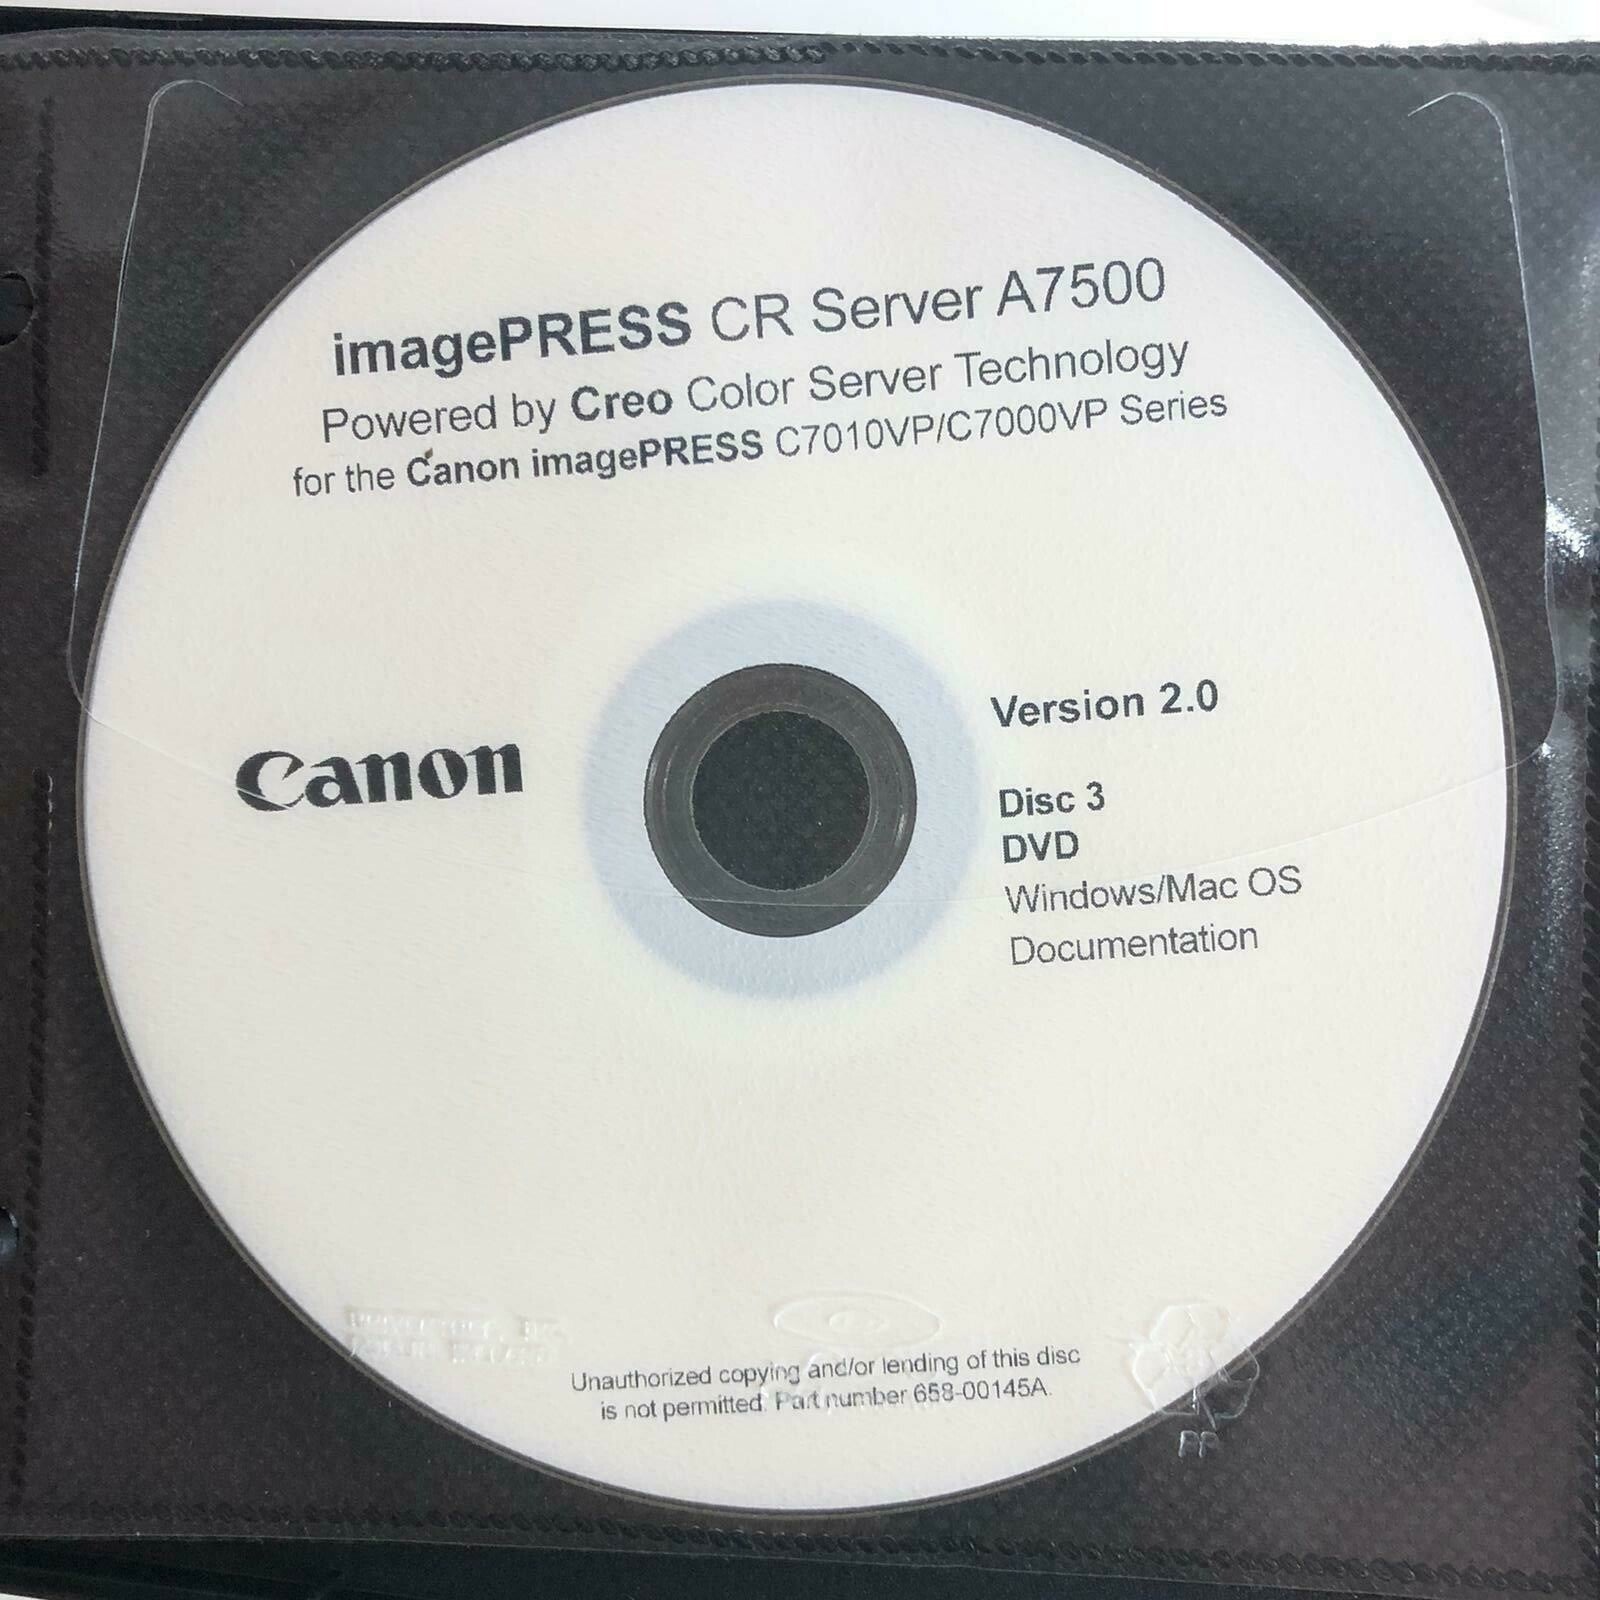 imagePRESS CR Server A7500
Powered by Creo Color Server Technology
for the Canon imagePRESS C7010VP/C7000VP Series
Canon
Version 2.0
Disc 3
DVD
Windows/Mac OS
Documentation
Unauthorized copying and/or lending of this disc
is not permitted. Part number 658-00145A.
PP